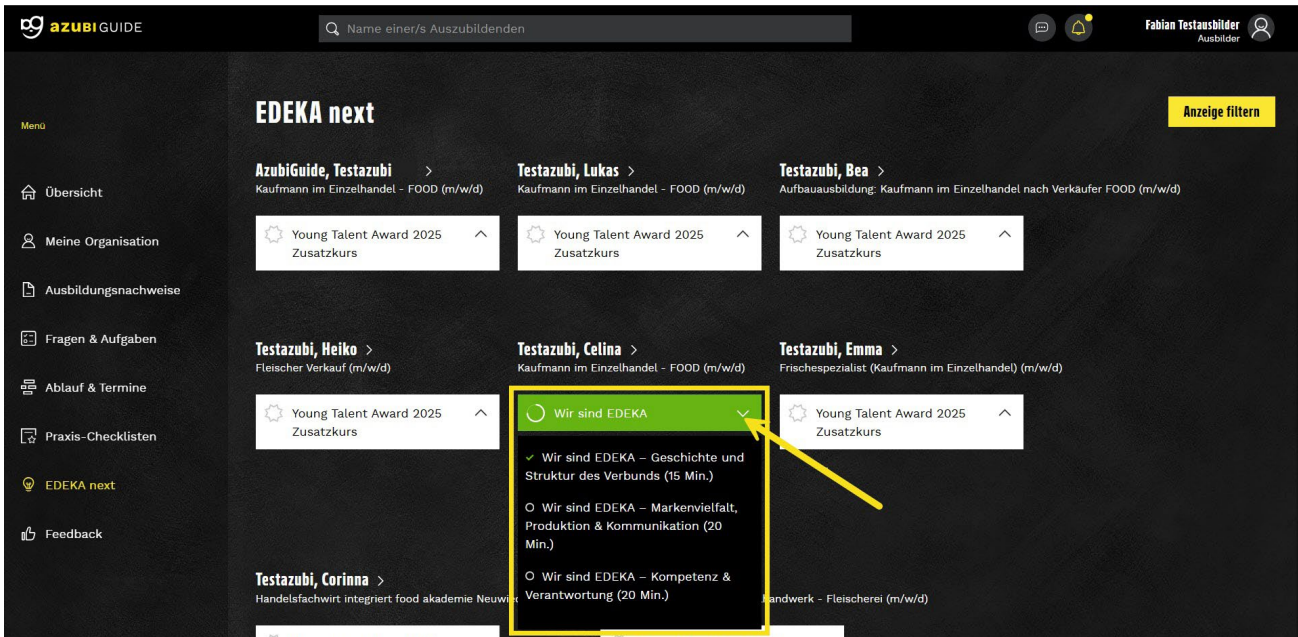 azubiGUIDE
Name einer/s Auszubildenden
Fabian Testausbilder
Ausbilder
Menü
Übersicht
Meine Organisation
Ausbildungsnachweise
Fragen & Aufgaben
Ablauf & Termine
Praxis-Checklisten
EDEKA next
Feedback
EDEKA next
Anzeige filtern
AzubiGuide, Testazubi >
Kaufmann im Einzelhandel - FOOD (m/w/d)
Young Talent Award 2025
Zusatzkurs
Testazubi, Lukas >
Kaufmann im Einzelhandel - FOOD (m/w/d)
Young Talent Award 2025
Zusatzkurs
Testazubi, Bea >
Aufbauausbildung: Kaufmann im Einzelhandel nach Verkäufer FOOD (m/w/d)
Young Talent Award 2025
Zusatzkurs
Testazubi, Heiko >
Fleischer Verkauf (m/w/d)
Young Talent Award 2025
Zusatzkurs
Testazubi, Celina >
Kaufmann im Einzelhandel - FOOD (m/w/d)
Wir sind EDEKA
Wir sind EDEKA – Geschichte und
Struktur des Verbunds (15 Min.)
Wir sind EDEKA – Markenvielfalt,
Produktion & Kommunikation (20
Min.)
Wir sind EDEKA – Kompetenz &
Verantwortung (20 Min.)
Testazubi, Emma >
Frischespezialist (Kaufmann im Einzelhandel) (m/w/d)
Young Talent Award 2025
Zusatzkurs
Testazubi, Corinna >
Handelsfachwirt integriert food akademie
andwerk - Fleischerei (m/w/d)